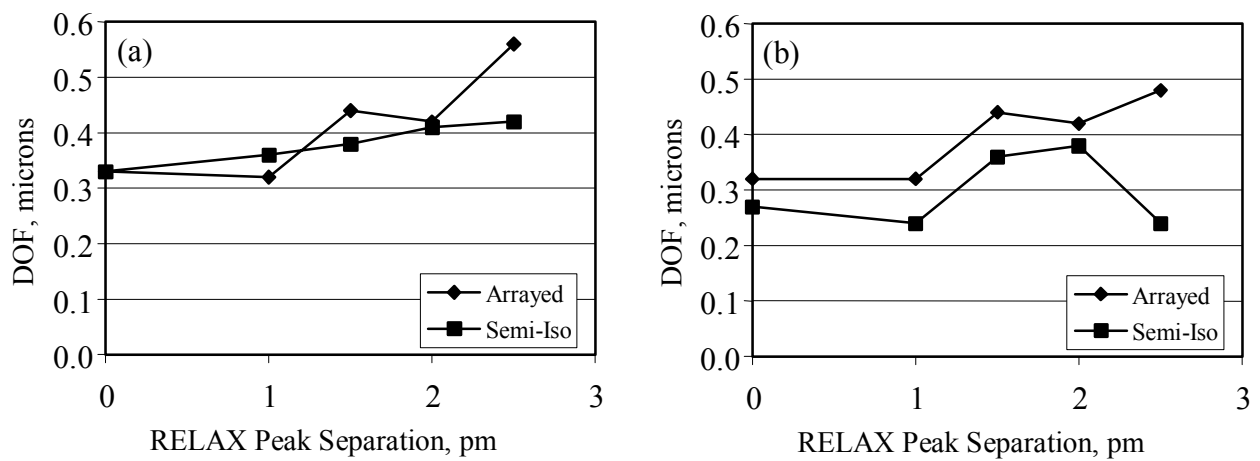 (a)
DOF, microns
0.6
0.5
0.4
0.3
0.2
0.1
0.0
0 1 2 3
RELAX Peak Separation, pm
Arrayed
Semi-Iso
(b)
DOF, microns
0.6
0.5
0.4
0.3
0.2
0.1
0.0
0 1 2 3
RELAX Peak Separation, pm
Arrayed
Semi-Iso